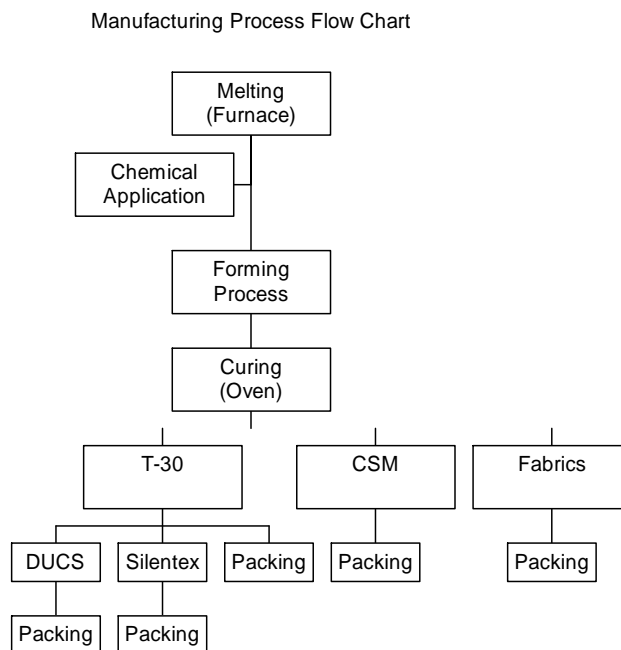 Manufacturing Process Flow Chart
Melting
(Furnace)
Chemical
Application
Forming
Process
Curing
(Oven)
T-30
CSM
Fabrics
DUCS
Silentex
Packing
Packing
Packing
Packing
Packing